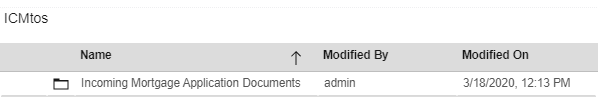 ICMtos
Name Modified By Modified On
Incoming Mortgage Application Documents admin 3/18/2020, 12:13 PM